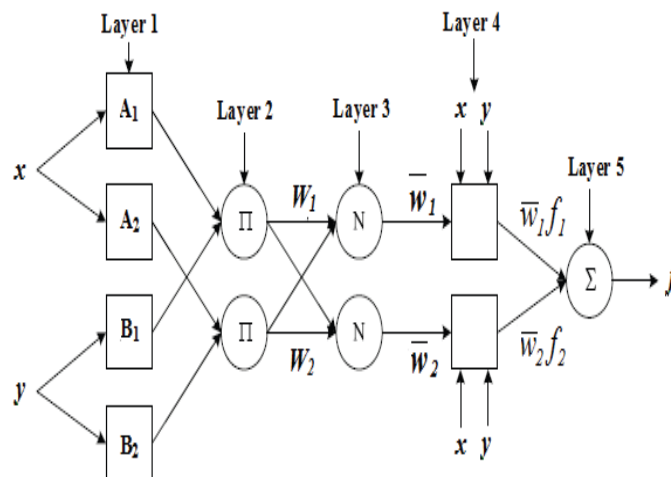 Layer 1
Layer 4
A₁
x y
Layer 2
Layer 3
x
W₁
w̅₁
Layer 5
A₂
Π
N
w̅₁f₁
Σ
B₁
Π
N
W₂
w̅₂
w̅₂f₂
y
B₂
x y